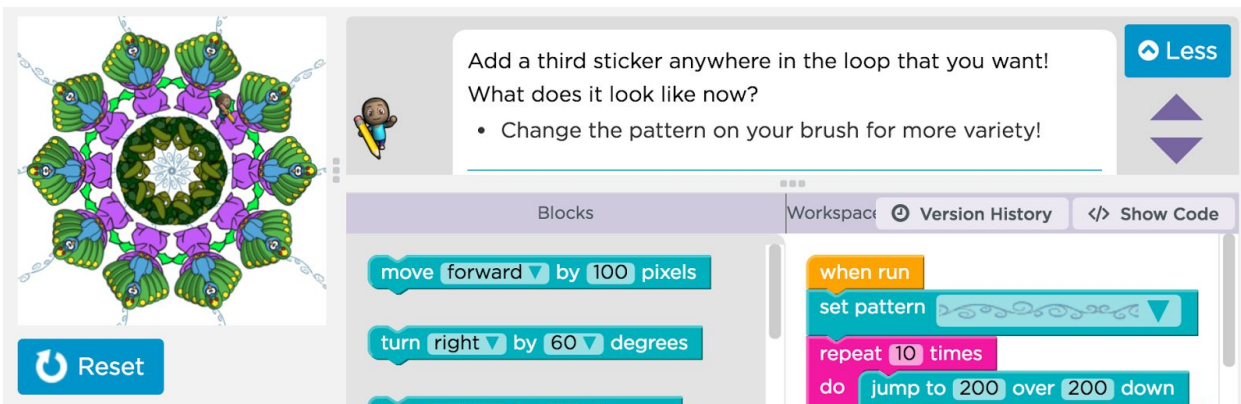 Add a third sticker anywhere in the loop that you want!
What does it look like now?
• Change the pattern on your brush for more variety!
Less
Blocks
Workspace
Version History
</> Show Code
move forward ▼ by 100 pixels
turn right ▼ by 60 ▼ degrees
when run
set pattern ▼
repeat 10 times
do jump to 200 over 200 down
Reset